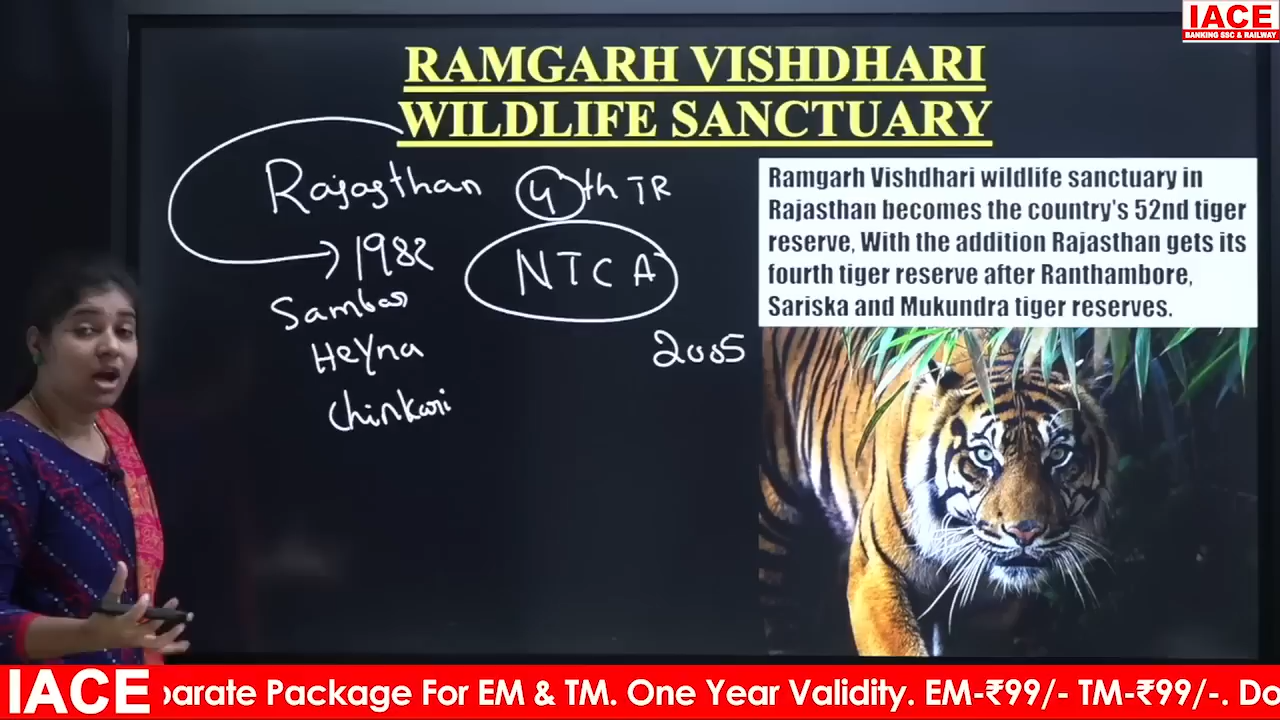 IACE
BANKING SSC & RAILWAY
RAMGARH VISHDHARI
WILDLIFE SANCTUARY
Rajasthan 4th TR
1982
NTCA
Sambar
Heyna
Chinkari
2005
Ramgarh Vishdhari wildlife sanctuary in
Rajasthan becomes the country's 52nd tiger
reserve, With the addition Rajasthan gets its
fourth tiger reserve after Ranthambore,
Sariska and Mukundra tiger reserves.
IACE
parate Package For EM & TM. One Year Validity. EM-₹99/- TM-₹99/-. Do